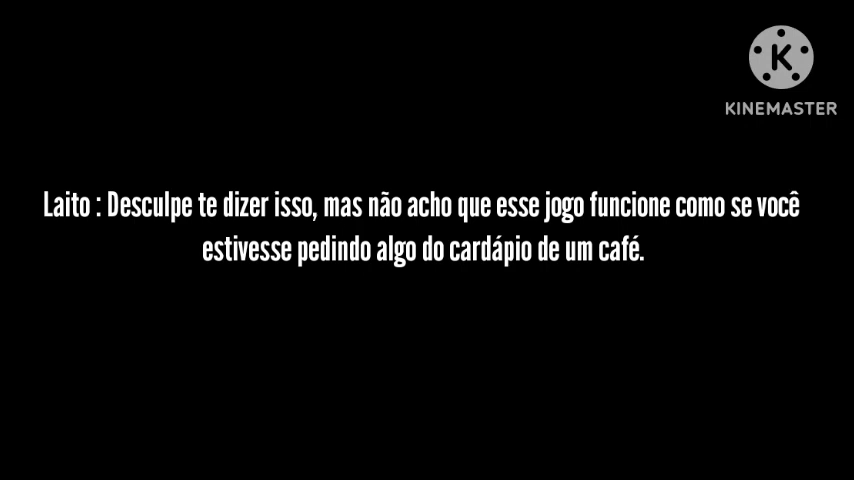 KINEMASTER
Laito : Desculpe te dizer isso, mas não acho que esse jogo funcione como se você
estivesse pedindo algo do cardápio de um café.